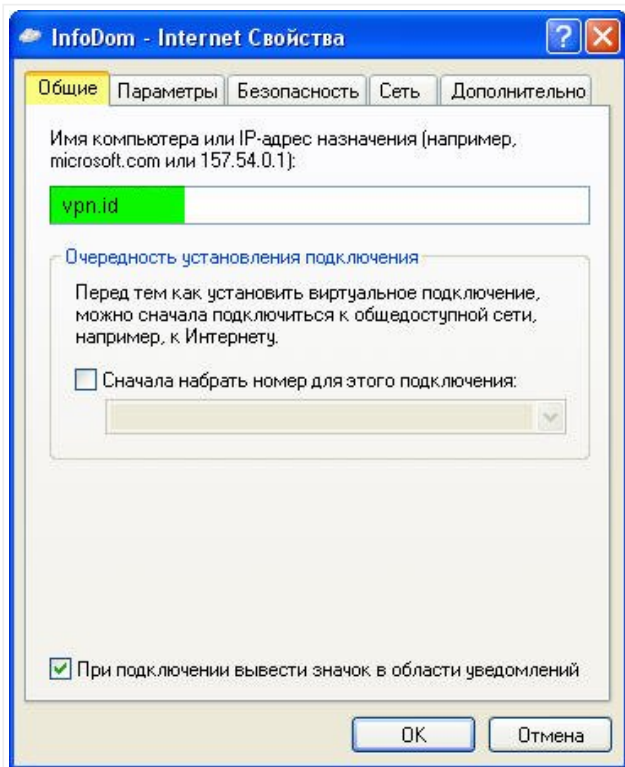 InfoDom - Internet Свойства
Общие Параметры Безопасность Сеть Дополнительно
Имя компьютера или IP-адрес назначения (например,
microsoft.com или 157.54.0.1):
vpn.id
Очередность установления подключения
Перед тем как установить виртуальное подключение,
можно сначала подключиться к общедоступной сети,
например, к Интернету.
Сначала набрать номер для этого подключения:
При подключении вывести значок в области уведомлений
OK Отмена